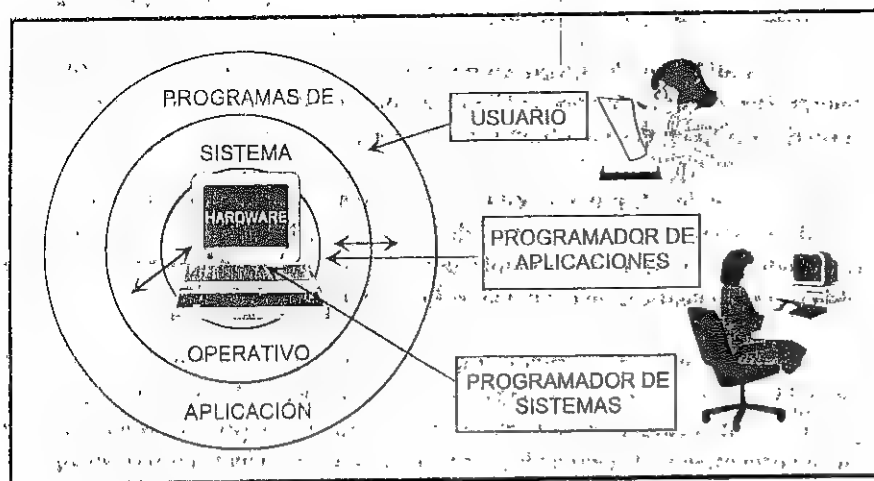 PROGRAMAS DE
USUARIO
SISTEMA
HARDWARE
PROGRAMADOR DE
APLICACIONES
OPERATIVO
PROGRAMADOR DE
SISTEMAS
APLICACIÓN